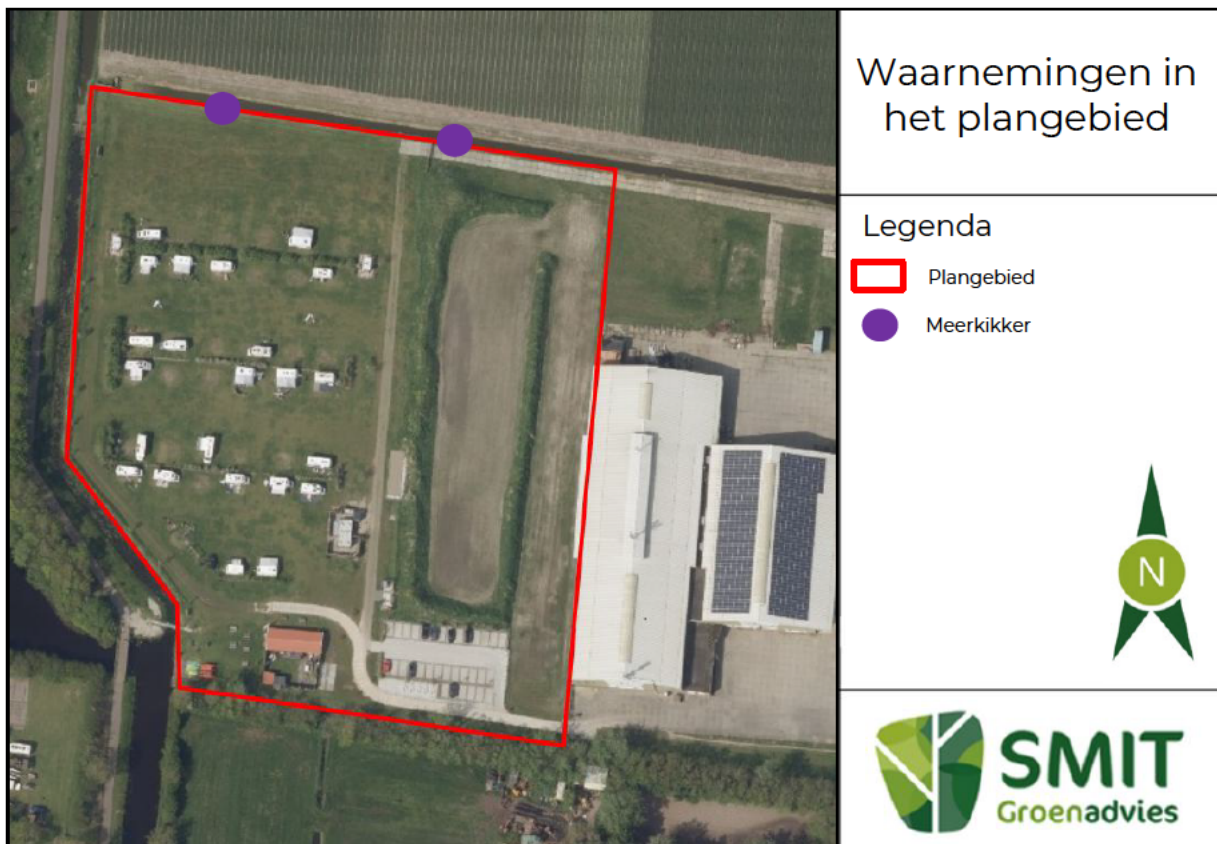 Waarnemingen in
het plangebied
Legenda
Plangebied
Meerkikker
N
SMIT
Groenadvies